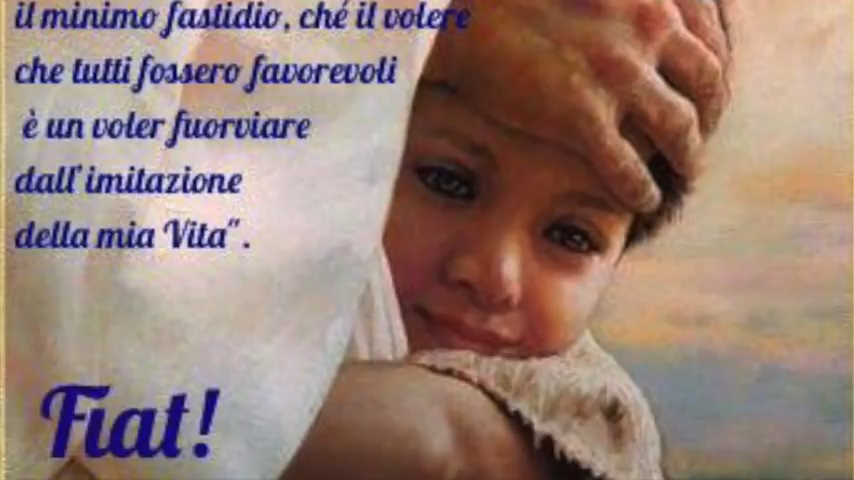 il minimo fastidio, ché il volere
che tutti fossero favorevoli
è un voler fuorviare
dall'imitazione
della mia Vita".
Fiat!